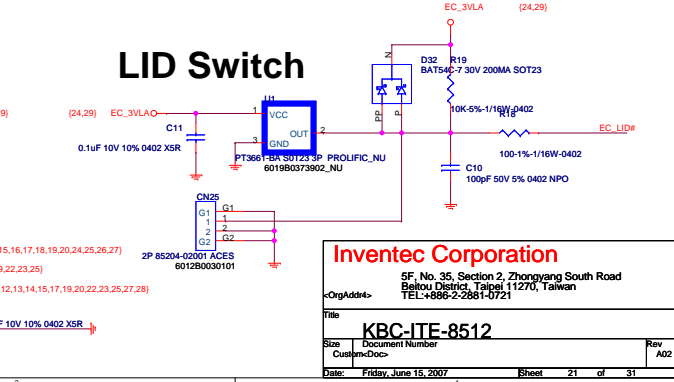 EC_3VLA {24,29}
LID Switch
N
D32 R19
BAT54C-7 30V 200MA SOT23
U1
9} {24,29} EC_3VLA
1 VCC
PP
P
10K-5%-1/16W-0402
R18
C11
OUT 2
EC_LID#
3 GND
0.1uF 10V 10% 0402 X5R
PT3661-BA SOT23 3P PROLIFIC_NU
6019B0373902_NU
100-1%-1/16W-0402
C10
100pF 50V 5% 0402 NPO
CN25
G1 G1
1 1
2 2
G2 G2
2P 85204-02001 ACES
6012B0030101
15,16,17,18,19,20,24,25,26,27}
9,22,23,25}
12,13,14,15,17,19,20,22,23,25,27,28}
F 10V 10% 0402 X5R
Inventec Corporation
5F, No. 35, Section 2, Zhongyang South Road
Beitou District, Taipei 11270, Taiwan
<OrgAddr4> TEL:+886-2-2881-0721
Title
KBC-ITE-8512
Size Document Number Rev
Custom<Doc> A02
Date: Friday, June 15, 2007 Sheet 21 of 31